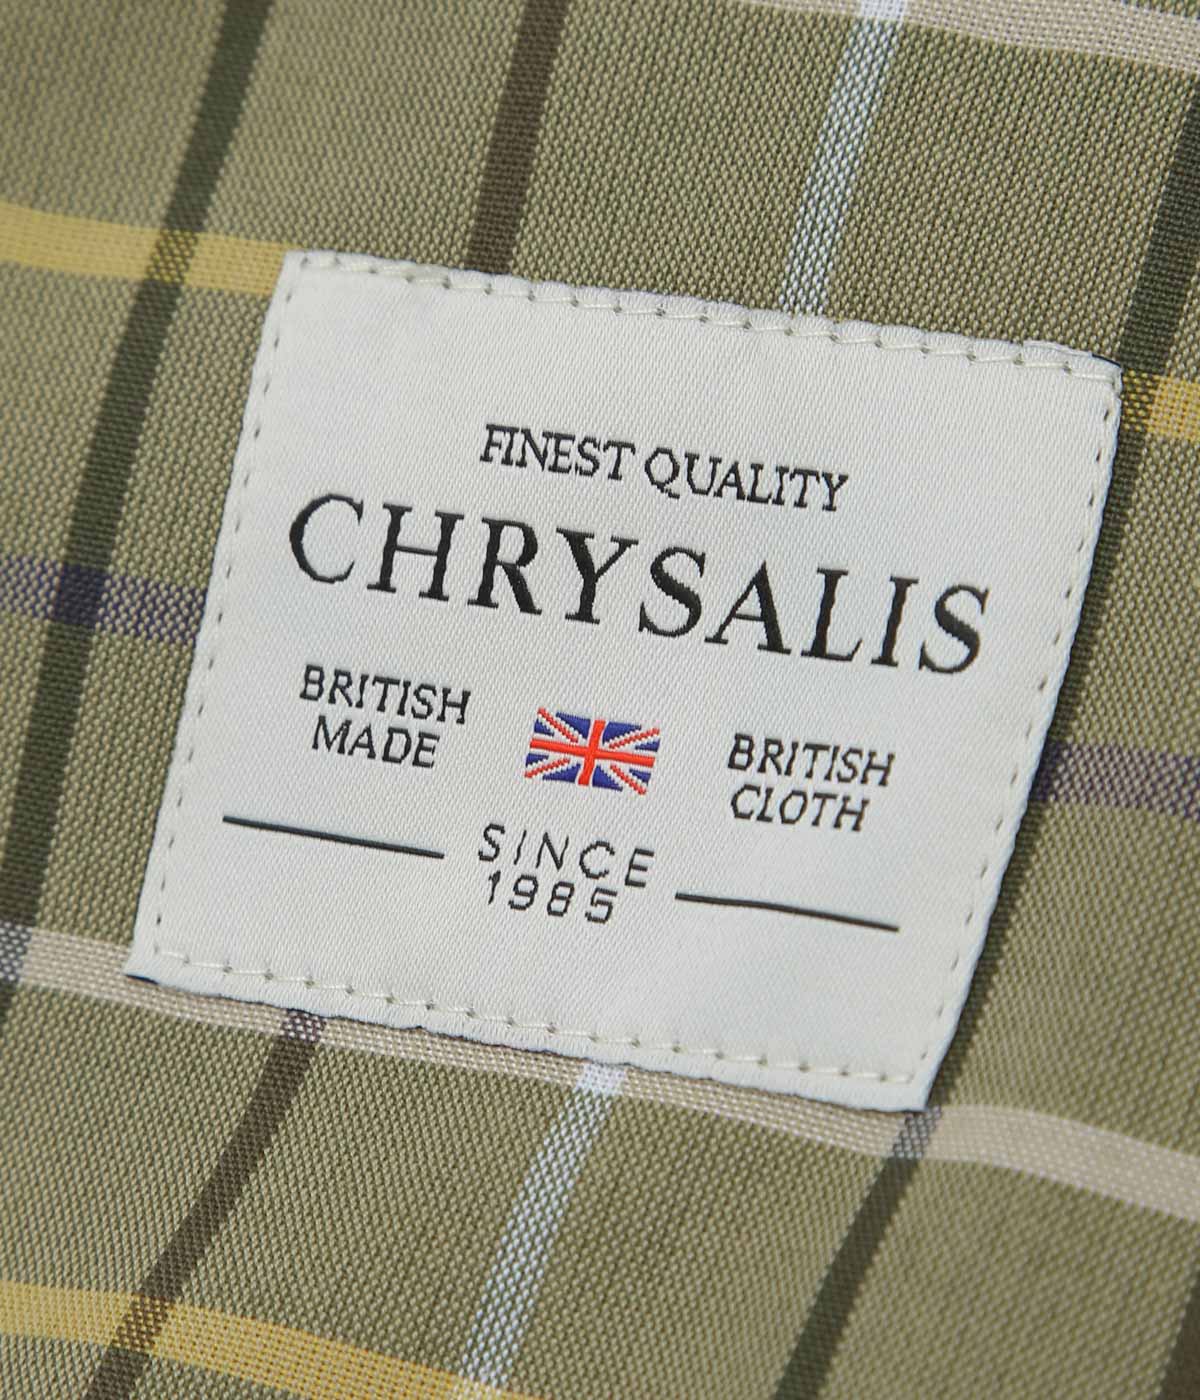 FINEST QUALITY
CHRYSALIS
BRITISH
MADE
BRITISH
CLOTH
SINCE
1985